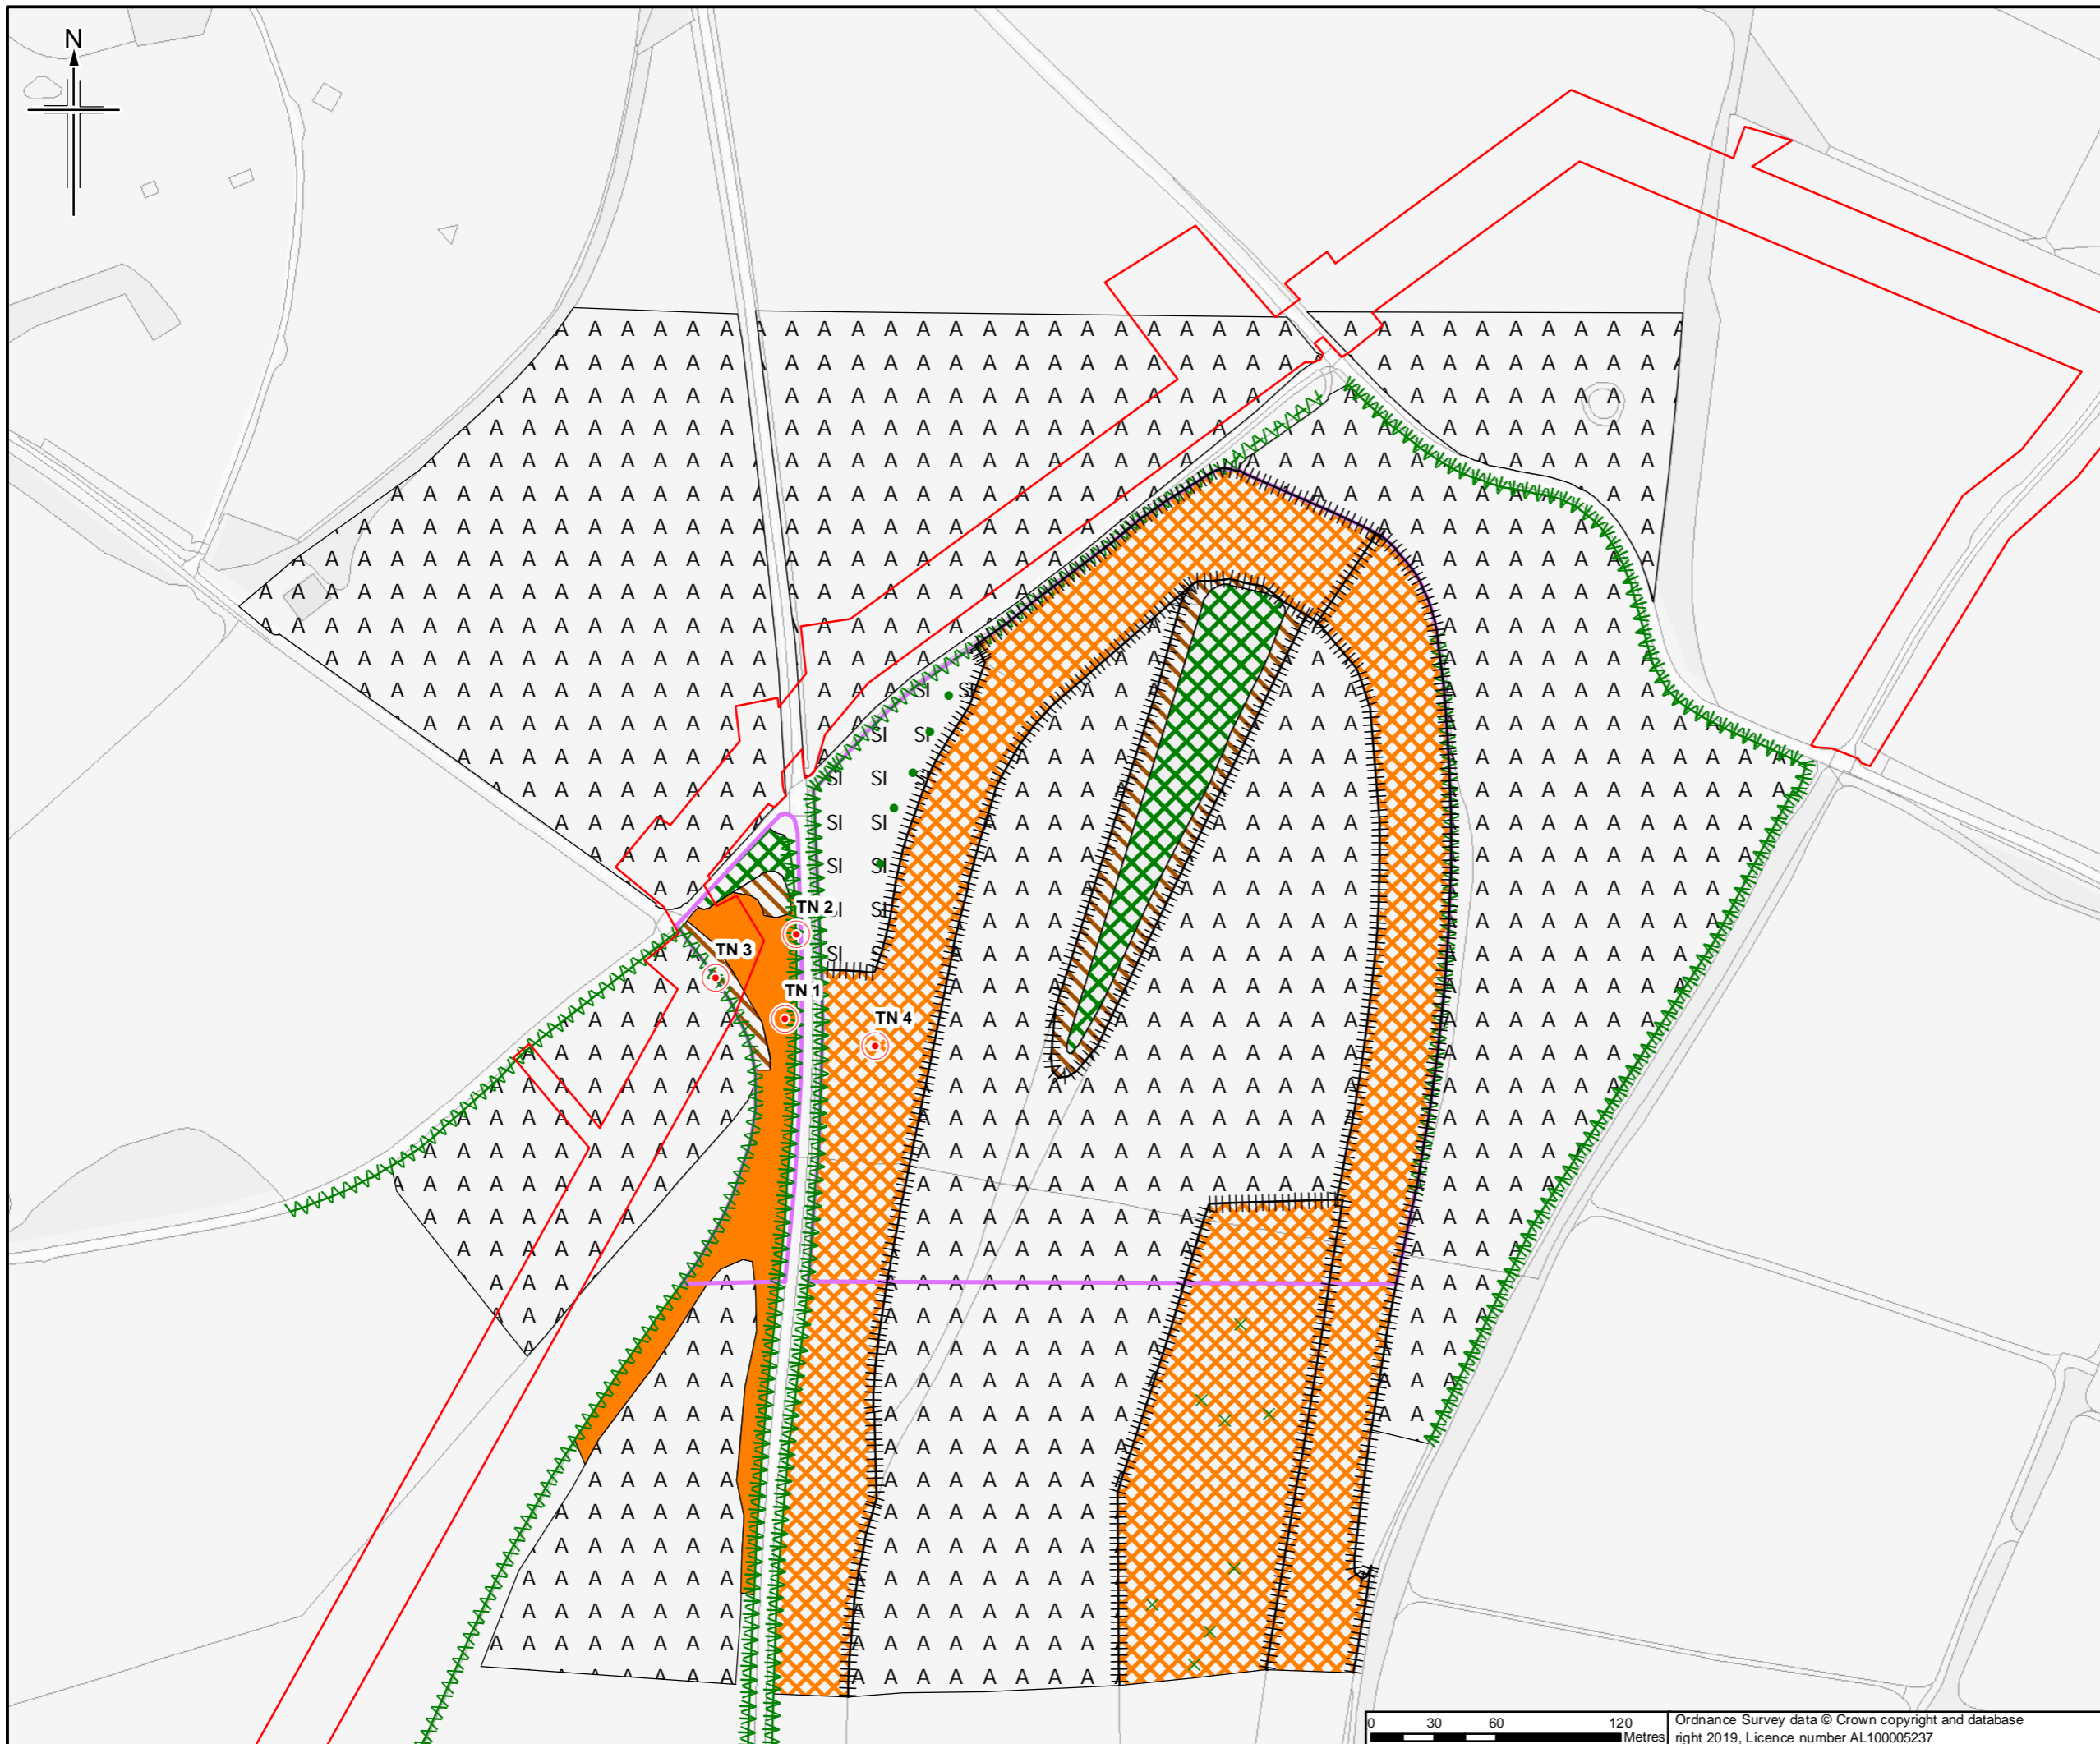 N
TN 2
TN 3
TN 1
TN 4
0 30 60 120
Metres
Ordnance Survey data © Crown copyright and database
right 2019, Licence number AL100005237